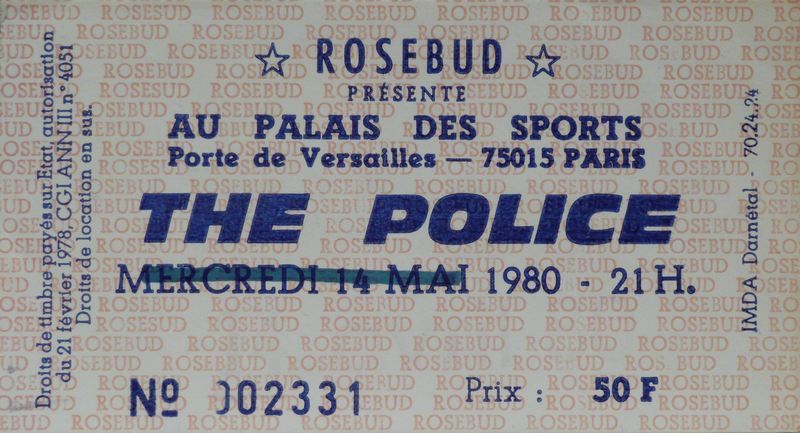 ☆ ROSEBUD ☆
PRÉSENTE
AU PALAIS DES SPORTS
Porte de Versailles — 75015 PARIS
THE POLICE
MERCREDI 14 MAI 1980 - 21 H.
Nº 002331
Prix : 50 F
Droits de timbre payés sur Etat, autorisation
du 21 février 1978, CGI ANN III n° 4051
Droits de location en sus.
IMDA Darnétal - 70.24.24